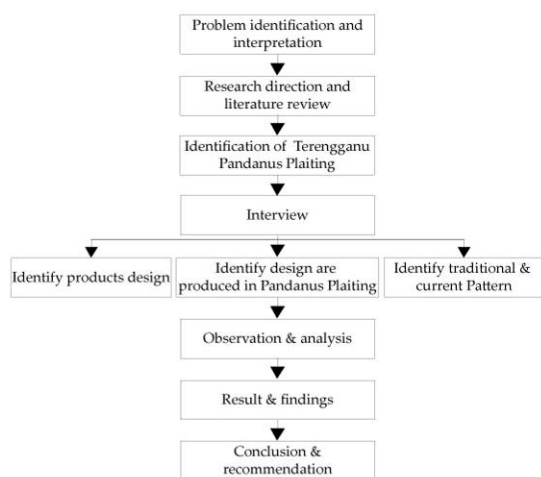 Problem identification and
interpretation
Research direction and
literature review
Identification of Terengganu
Pandanus Plaiting
Interview
Identify products design
Identify design are
produced in Pandanus Plaiting
Identify traditional &
current Pattern
Observation & analysis
Result & findings
Conclusion &
recommendation